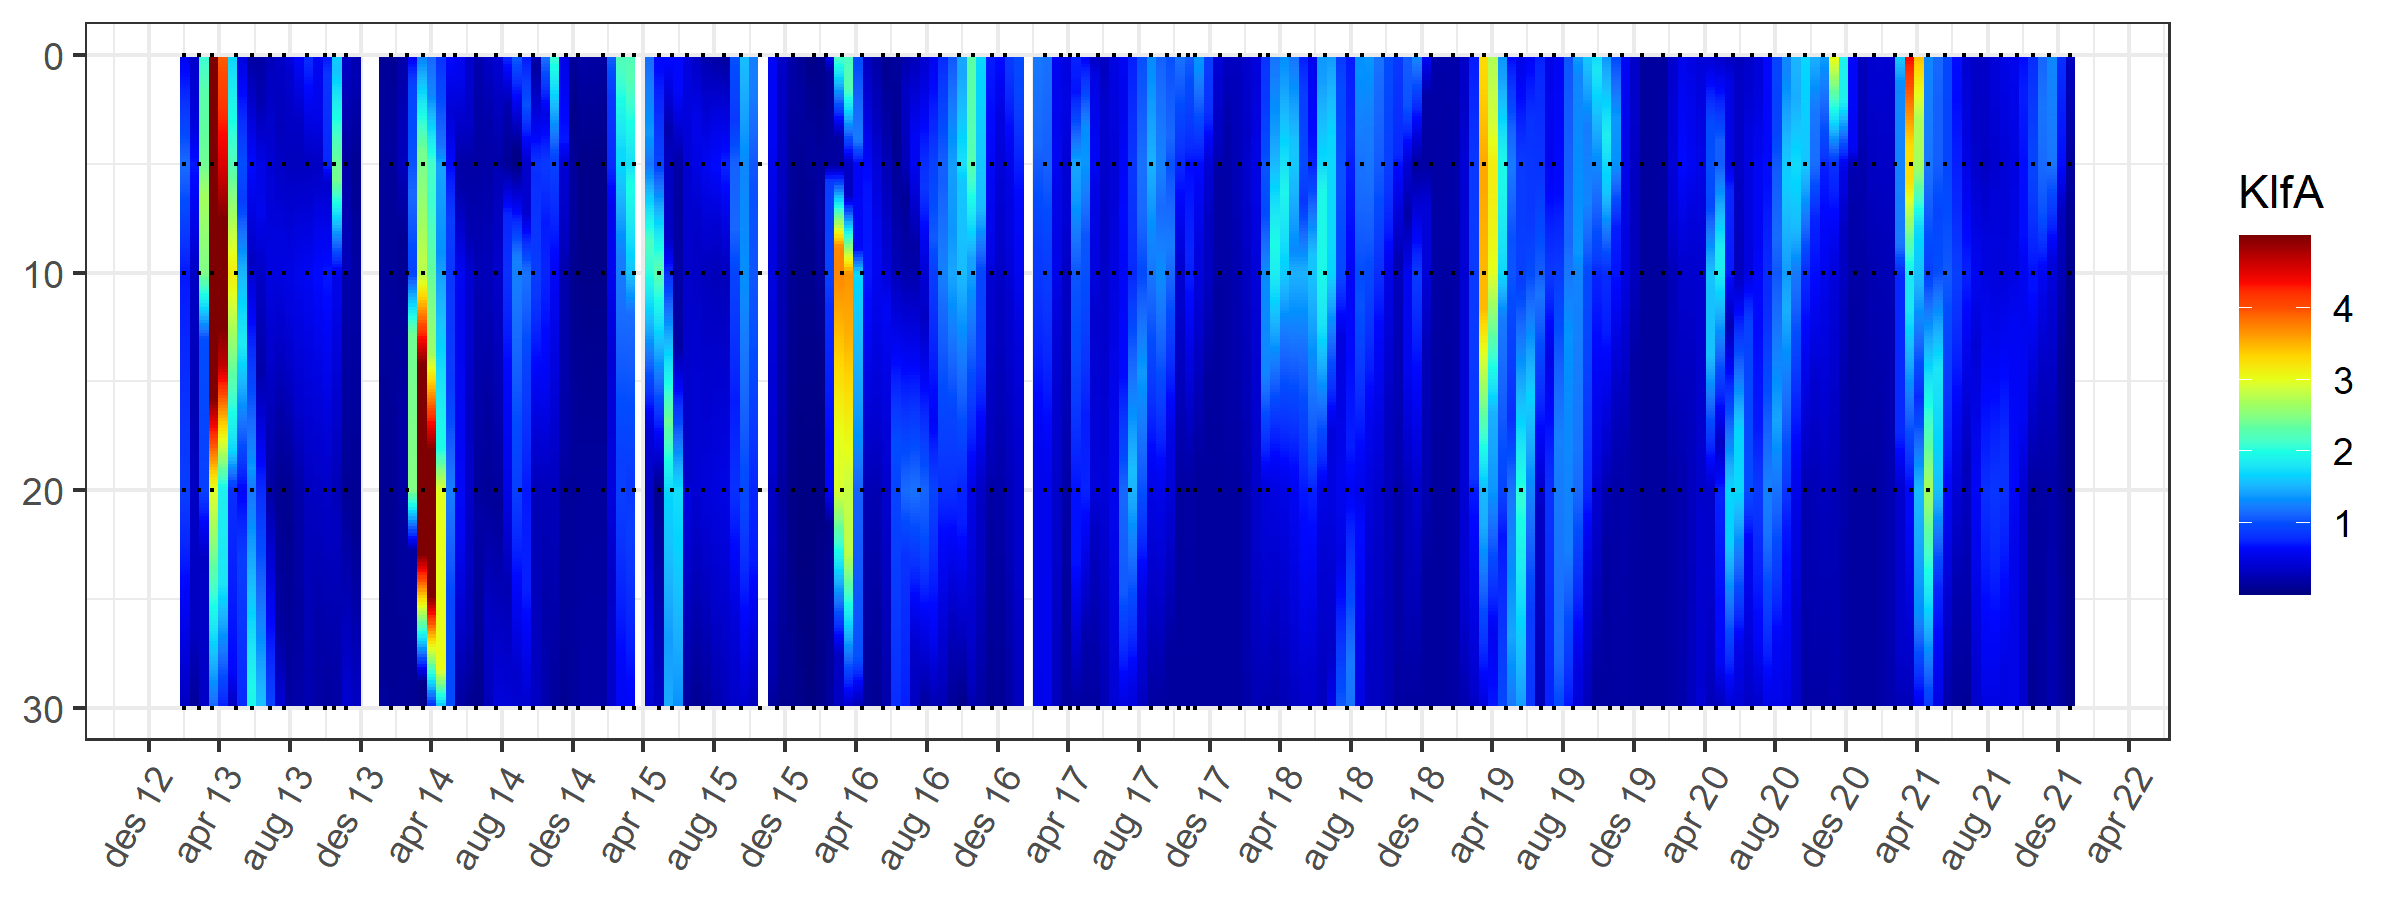 0
10
20
30
des 12
apr 13
aug 13
des 13
apr 14
aug 14
des 14
apr 15
aug 15
des 15
apr 16
aug 16
des 16
apr 17
aug 17
des 17
apr 18
aug 18
des 18
apr 19
aug 19
des 19
apr 20
aug 20
des 20
apr 21
aug 21
des 21
apr 22
KlfA
4
3
2
1